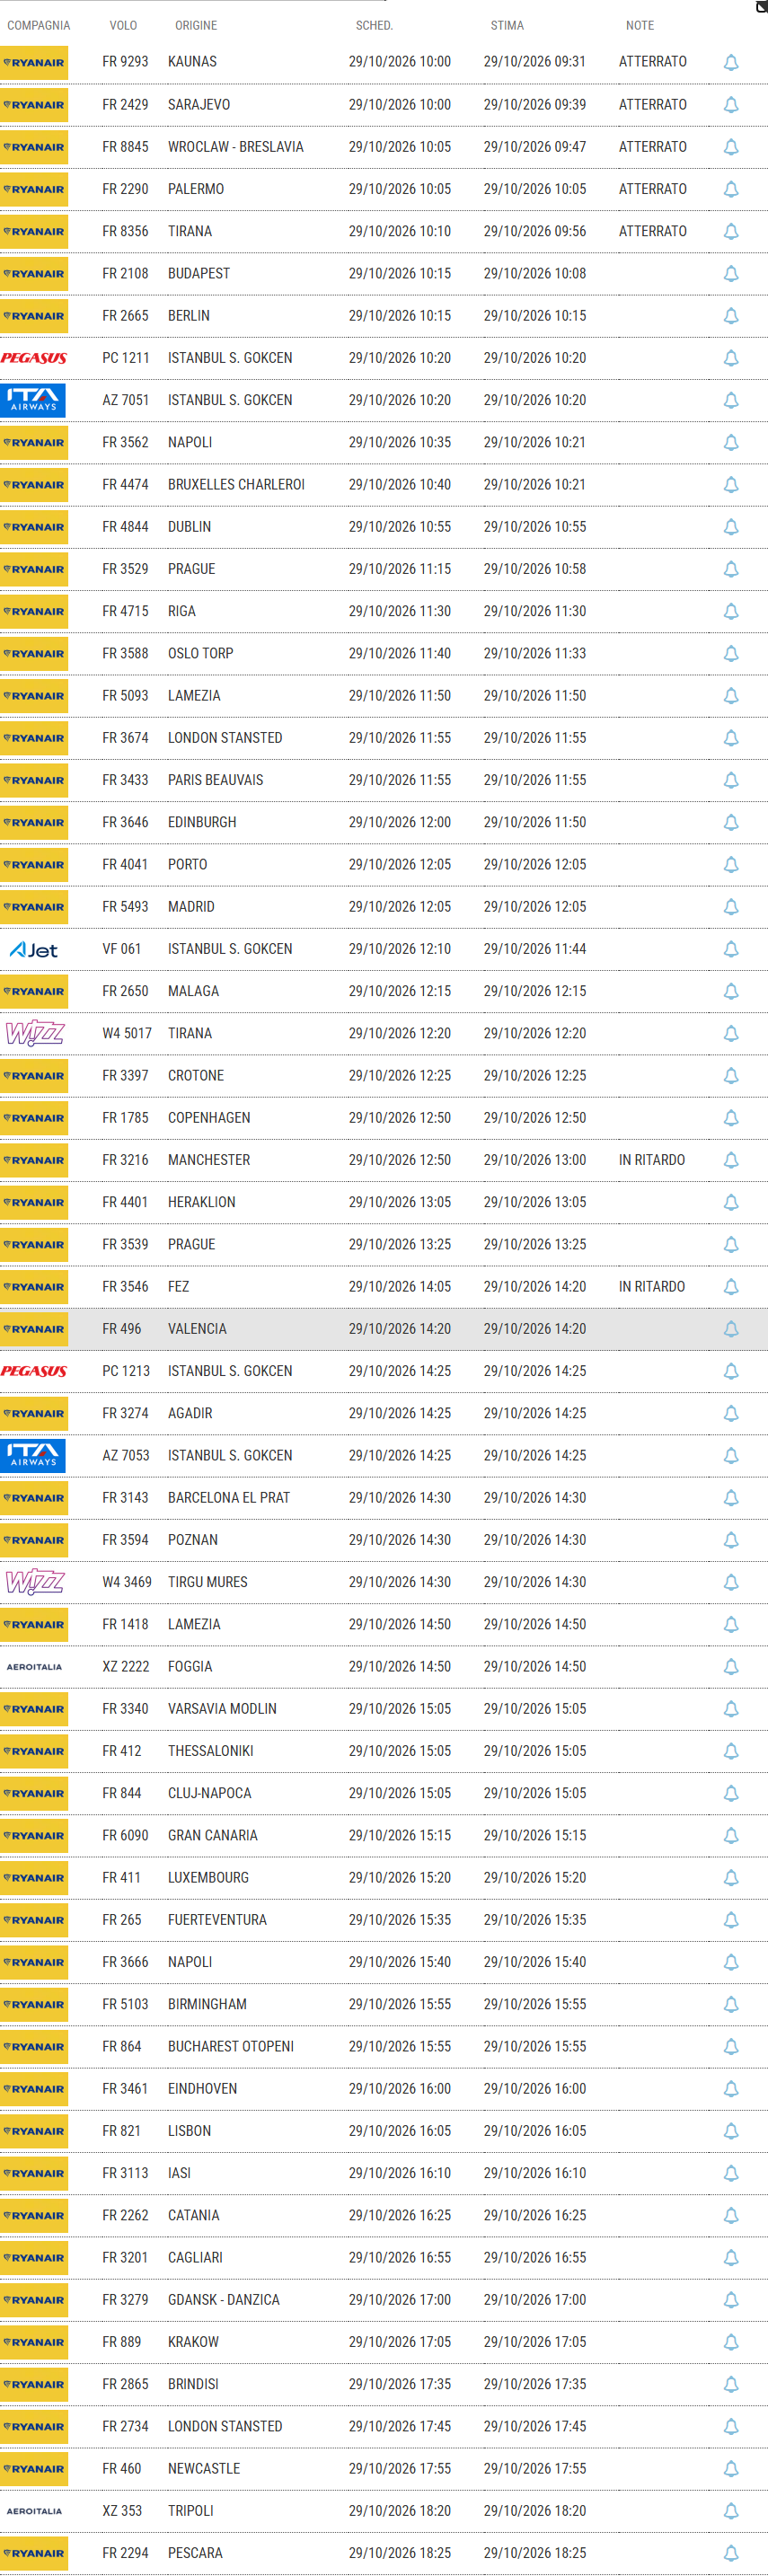 COMPAGNIA VOLO ORIGINE SCHED. STIMA NOTE
RYANAIR FR 9293 KAUNAS 29/10/2026 10:00 29/10/2026 09:31 ATTERRATO
RYANAIR FR 2429 SARAJEVO 29/10/2026 10:00 29/10/2026 09:39 ATTERRATO
RYANAIR FR 8845 WROCLAW - BRESLAVIA 29/10/2026 10:05 29/10/2026 09:47 ATTERRATO
RYANAIR FR 2290 PALERMO 29/10/2026 10:05 29/10/2026 10:05 ATTERRATO
RYANAIR FR 8356 TIRANA 29/10/2026 10:10 29/10/2026 09:56 ATTERRATO
RYANAIR FR 2108 BUDAPEST 29/10/2026 10:15 29/10/2026 10:08
RYANAIR FR 2665 BERLIN 29/10/2026 10:15 29/10/2026 10:15
PEGASUS PC 1211 ISTANBUL S. GOKCEN 29/10/2026 10:20 29/10/2026 10:20
ITA AIRWAYS AZ 7051 ISTANBUL S. GOKCEN 29/10/2026 10:20 29/10/2026 10:20
RYANAIR FR 3562 NAPOLI 29/10/2026 10:35 29/10/2026 10:21
RYANAIR FR 4474 BRUXELLES CHARLEROI 29/10/2026 10:40 29/10/2026 10:21
RYANAIR FR 4844 DUBLIN 29/10/2026 10:55 29/10/2026 10:55
RYANAIR FR 3529 PRAGUE 29/10/2026 11:15 29/10/2026 10:58
RYANAIR FR 4715 RIGA 29/10/2026 11:30 29/10/2026 11:30
RYANAIR FR 3588 OSLO TORP 29/10/2026 11:40 29/10/2026 11:33
RYANAIR FR 5093 LAMEZIA 29/10/2026 11:50 29/10/2026 11:50
RYANAIR FR 3674 LONDON STANSTED 29/10/2026 11:55 29/10/2026 11:55
RYANAIR FR 3433 PARIS BEAUVAIS 29/10/2026 11:55 29/10/2026 11:55
RYANAIR FR 3646 EDINBURGH 29/10/2026 12:00 29/10/2026 11:50
RYANAIR FR 4041 PORTO 29/10/2026 12:05 29/10/2026 12:05
RYANAIR FR 5493 MADRID 29/10/2026 12:05 29/10/2026 12:05
AJet VF 061 ISTANBUL S. GOKCEN 29/10/2026 12:10 29/10/2026 11:44
RYANAIR FR 2650 MALAGA 29/10/2026 12:15 29/10/2026 12:15
WIZZ W4 5017 TIRANA 29/10/2026 12:20 29/10/2026 12:20
RYANAIR FR 3397 CROTONE 29/10/2026 12:25 29/10/2026 12:25
RYANAIR FR 1785 COPENHAGEN 29/10/2026 12:50 29/10/2026 12:50
RYANAIR FR 3216 MANCHESTER 29/10/2026 12:50 29/10/2026 13:00 IN RITARDO
RYANAIR FR 4401 HERAKLION 29/10/2026 13:05 29/10/2026 13:05
RYANAIR FR 3539 PRAGUE 29/10/2026 13:25 29/10/2026 13:25
RYANAIR FR 3546 FEZ 29/10/2026 14:05 29/10/2026 14:20 IN RITARDO
RYANAIR FR 496 VALENCIA 29/10/2026 14:20 29/10/2026 14:20
PEGASUS PC 1213 ISTANBUL S. GOKCEN 29/10/2026 14:25 29/10/2026 14:25
RYANAIR FR 3274 AGADIR 29/10/2026 14:25 29/10/2026 14:25
ITA AIRWAYS AZ 7053 ISTANBUL S. GOKCEN 29/10/2026 14:25 29/10/2026 14:25
RYANAIR FR 3143 BARCELONA EL PRAT 29/10/2026 14:30 29/10/2026 14:30
RYANAIR FR 3594 POZNAN 29/10/2026 14:30 29/10/2026 14:30
WIZZ W4 3469 TIRGU MURES 29/10/2026 14:30 29/10/2026 14:30
RYANAIR FR 1418 LAMEZIA 29/10/2026 14:50 29/10/2026 14:50
AEROITALIA XZ 2222 FOGGIA 29/10/2026 14:50 29/10/2026 14:50
RYANAIR FR 3340 VARSAVIA MODLIN 29/10/2026 15:05 29/10/2026 15:05
RYANAIR FR 412 THESSALONIKI 29/10/2026 15:05 29/10/2026 15:05
RYANAIR FR 844 CLUJ-NAPOCA 29/10/2026 15:05 29/10/2026 15:05
RYANAIR FR 6090 GRAN CANARIA 29/10/2026 15:15 29/10/2026 15:15
RYANAIR FR 411 LUXEMBOURG 29/10/2026 15:20 29/10/2026 15:20
RYANAIR FR 265 FUERTEVENTURA 29/10/2026 15:35 29/10/2026 15:35
RYANAIR FR 3666 NAPOLI 29/10/2026 15:40 29/10/2026 15:40
RYANAIR FR 5103 BIRMINGHAM 29/10/2026 15:55 29/10/2026 15:55
RYANAIR FR 864 BUCHAREST OTOPENI 29/10/2026 15:55 29/10/2026 15:55
RYANAIR FR 3461 EINDHOVEN 29/10/2026 16:00 29/10/2026 16:00
RYANAIR FR 821 LISBON 29/10/2026 16:05 29/10/2026 16:05
RYANAIR FR 3113 IASI 29/10/2026 16:10 29/10/2026 16:10
RYANAIR FR 2262 CATANIA 29/10/2026 16:25 29/10/2026 16:25
RYANAIR FR 3201 CAGLIARI 29/10/2026 16:55 29/10/2026 16:55
RYANAIR FR 3279 GDANSK - DANZICA 29/10/2026 17:00 29/10/2026 17:00
RYANAIR FR 889 KRAKOW 29/10/2026 17:05 29/10/2026 17:05
RYANAIR FR 2865 BRINDISI 29/10/2026 17:35 29/10/2026 17:35
RYANAIR FR 2734 LONDON STANSTED 29/10/2026 17:45 29/10/2026 17:45
RYANAIR FR 460 NEWCASTLE 29/10/2026 17:55 29/10/2026 17:55
AEROITALIA XZ 353 TRIPOLI 29/10/2026 18:20 29/10/2026 18:20
RYANAIR FR 2294 PESCARA 29/10/2026 18:25 29/10/2026 18:25